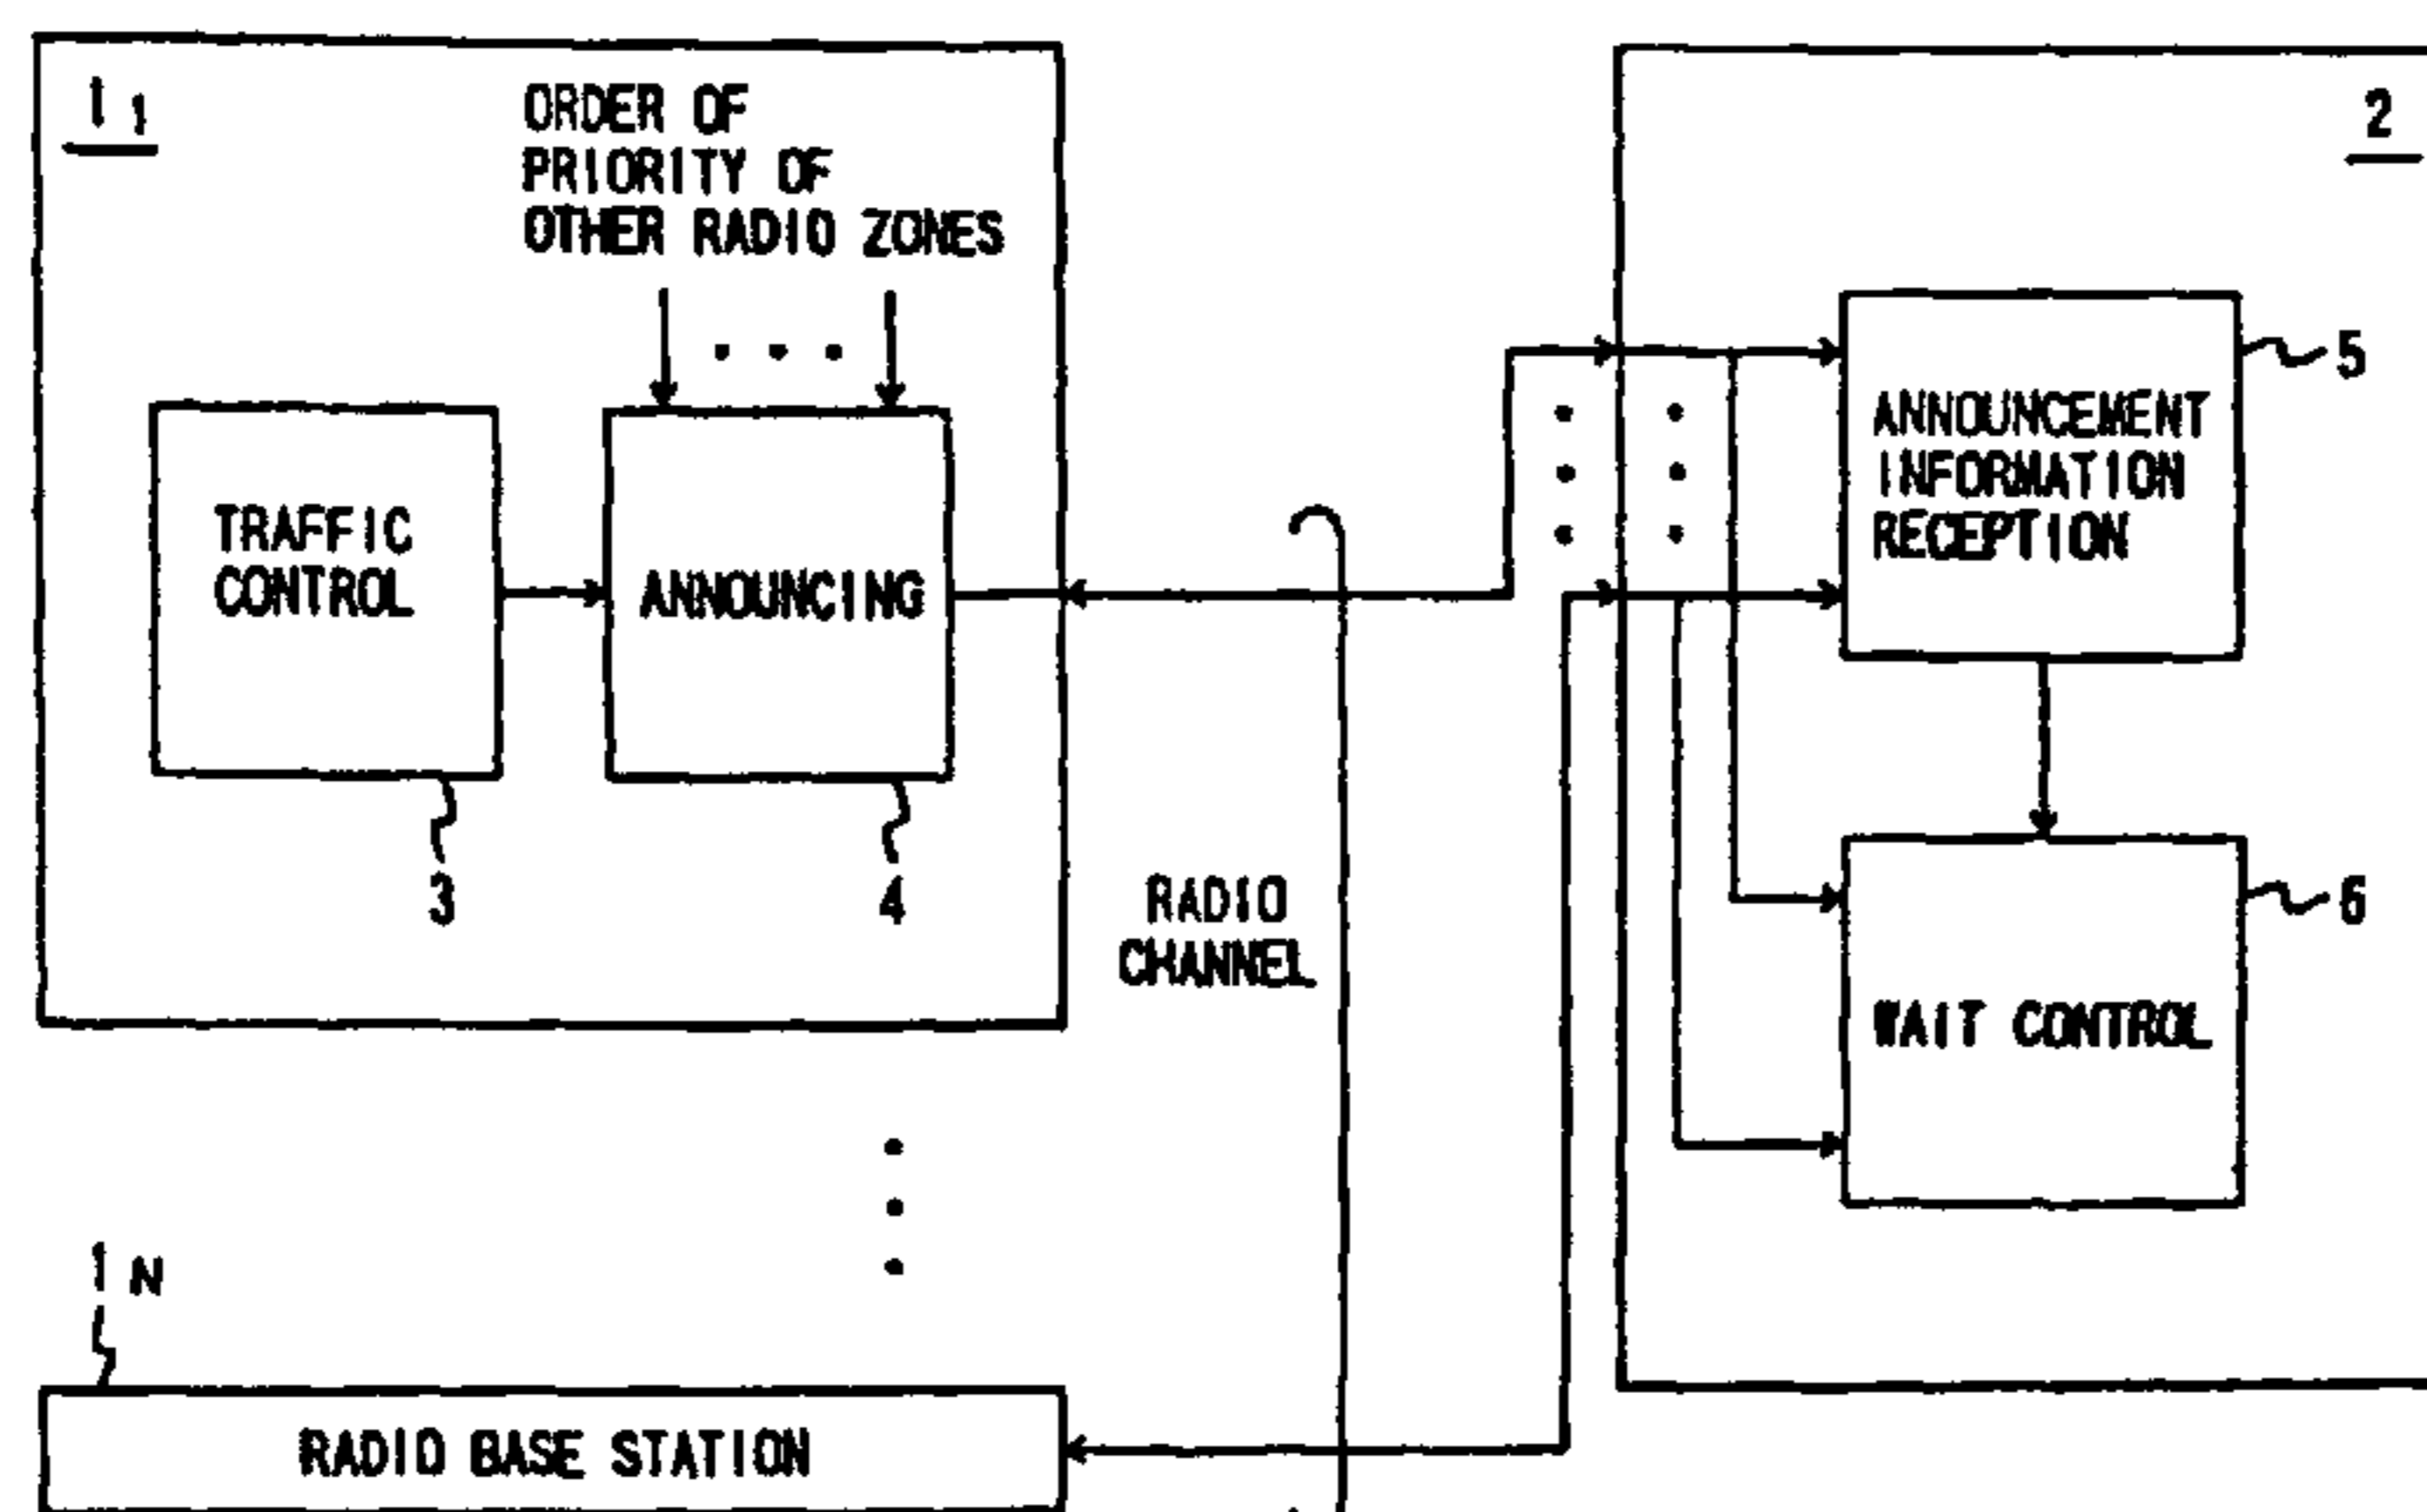 1 1
ORDER OF
PRIORITY OF
OTHER RADIO ZONES
TRAFFIC
CONTROL
ANNOUNCING
3
4
RADIO
CHANNEL
2
5
ANNOUNCEMENT
INFORMATION
RECEPTION
6
WAIT CONTROL
1 N
RADIO BASE STATION